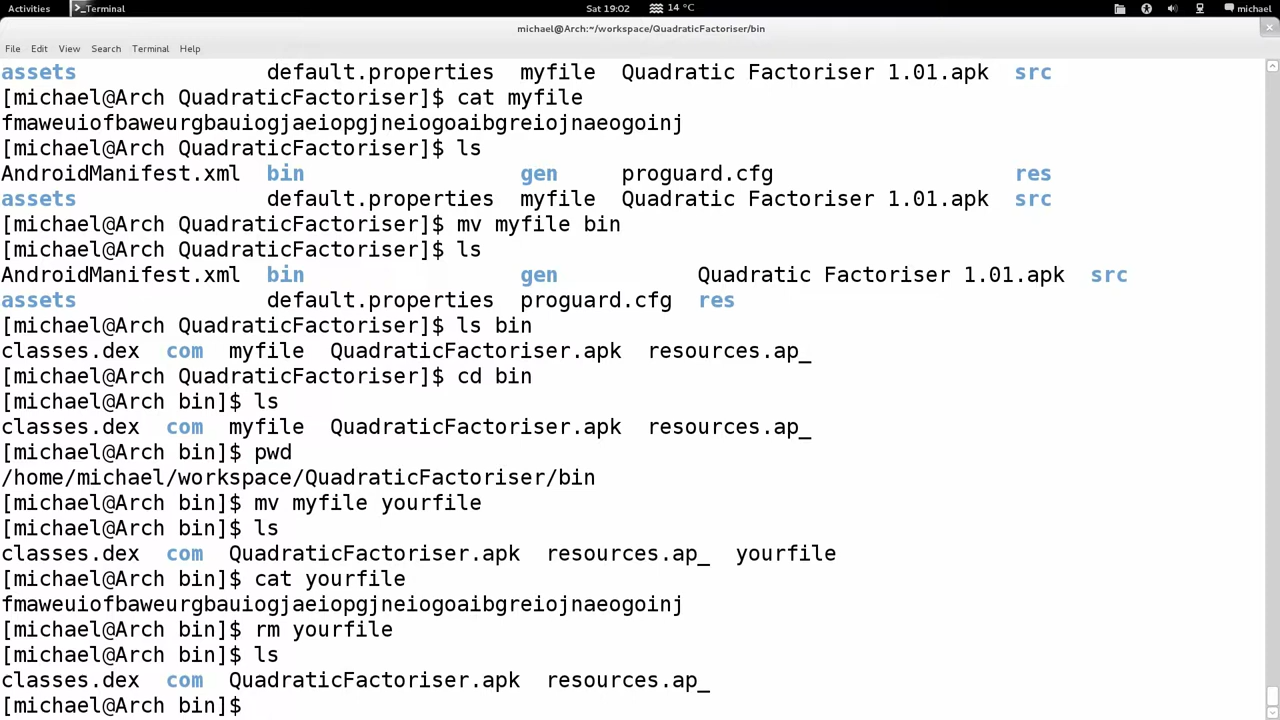 Activities Terminal Sat 19:02 14 °C michael
michael@Arch:~/workspace/QuadraticFactoriser/bin
File Edit View Search Terminal Help
assets default.properties myfile Quadratic Factoriser 1.01.apk src
[michael@Arch QuadraticFactoriser]$ cat myfile
fmaweuiofbaweurgbauiogjaeiopgjneiogoaibgreiojnaeogoinj
[michael@Arch QuadraticFactoriser]$ ls
AndroidManifest.xml bin gen proguard.cfg res
assets default.properties myfile Quadratic Factoriser 1.01.apk src
[michael@Arch QuadraticFactoriser]$ mv myfile bin
[michael@Arch QuadraticFactoriser]$ ls
AndroidManifest.xml bin gen Quadratic Factoriser 1.01.apk src
assets default.properties proguard.cfg res
[michael@Arch QuadraticFactoriser]$ ls bin
classes.dex com myfile QuadraticFactoriser.apk resources.ap_
[michael@Arch QuadraticFactoriser]$ cd bin
[michael@Arch bin]$ ls
classes.dex com myfile QuadraticFactoriser.apk resources.ap_
[michael@Arch bin]$ pwd
/home/michael/workspace/QuadraticFactoriser/bin
[michael@Arch bin]$ mv myfile yourfile
[michael@Arch bin]$ ls
classes.dex com QuadraticFactoriser.apk resources.ap_ yourfile
[michael@Arch bin]$ cat yourfile
fmaweuiofbaweurgbauiogjaeiopgjneiogoaibgreiojnaeogoinj
[michael@Arch bin]$ rm yourfile
[michael@Arch bin]$ ls
classes.dex com QuadraticFactoriser.apk resources.ap_
[michael@Arch bin]$